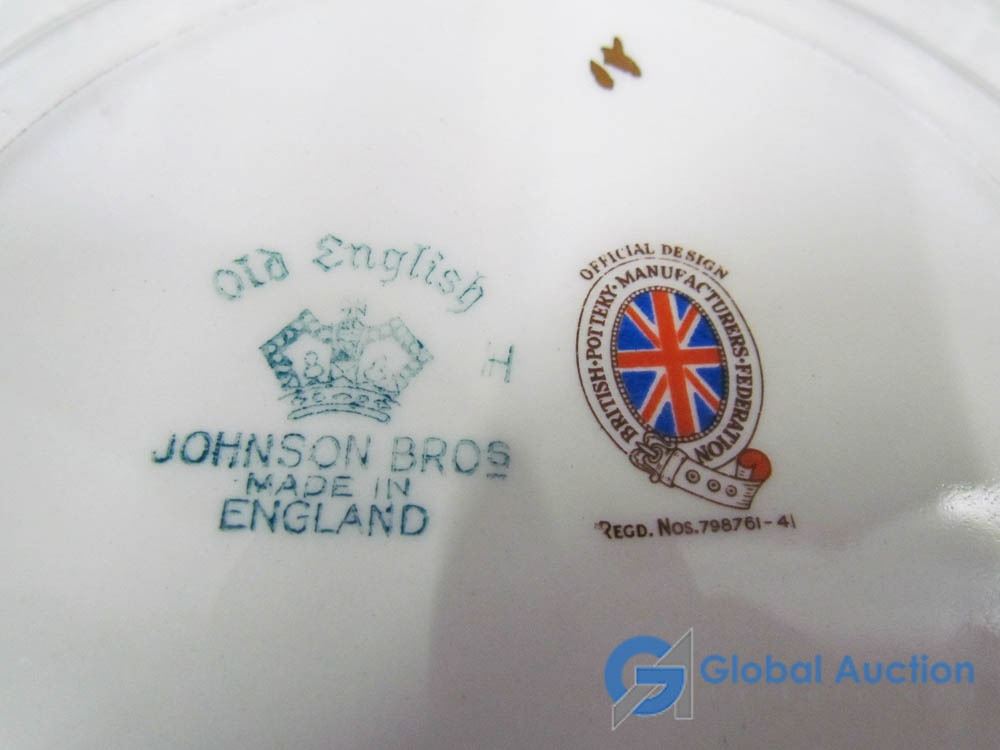 Old English
H
JOHNSON BROS
MADE IN
ENGLAND
OFFICIAL DESIGN
BRITISH·POTTERY·MANUFACTURERS·FEDERATION
REGD. NOS. 798761-41
Global Auction